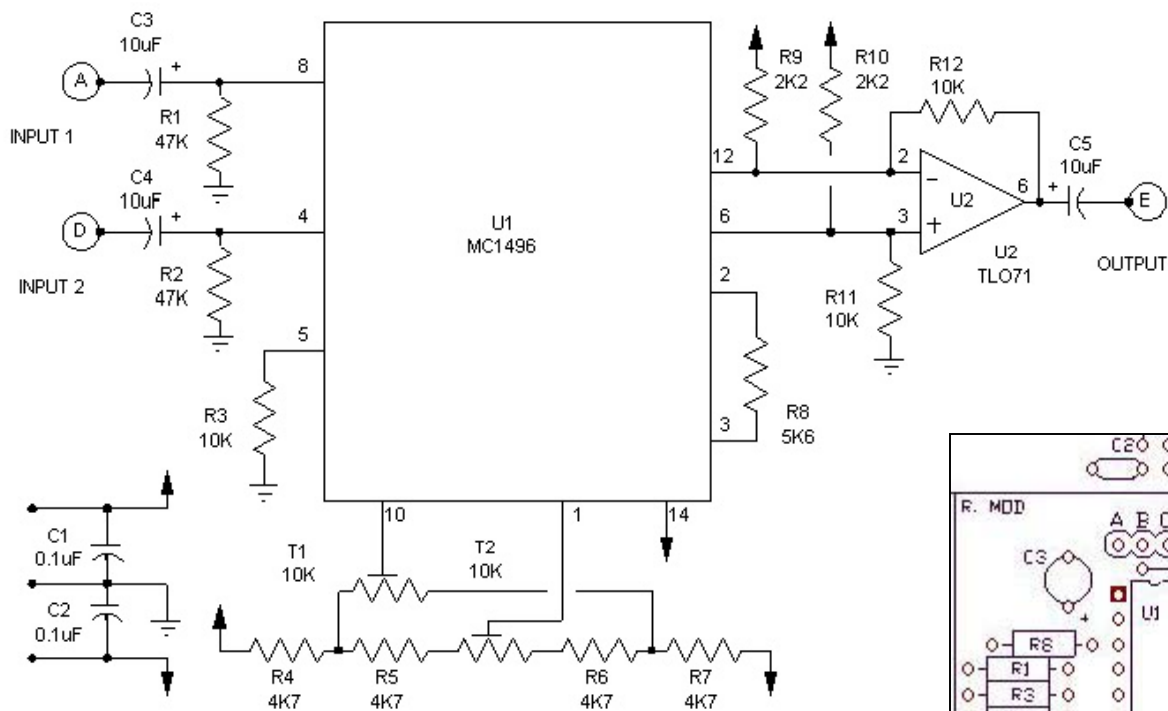 C3
10uF
A
+
8
INPUT 1
R1
47K
C4
10uF
D
+
4
INPUT 2
R2
47K
5
R3
10K
U1
MC1496
R9
2K2
R10
2K2
R12
10K
12
2
6
3
-
+
U2
6
+
C5
10uF
E
U2
TLO71
OUTPUT
R11
10K
2
3
R8
5K6
10
1
14
C1
0.1uF
C2
0.1uF
T1
10K
T2
10K
R4
4K7
R5
4K7
R6
4K7
R7
4K7
C2
R. MOD
A B C
C3
+
U1
R8
R1
R3